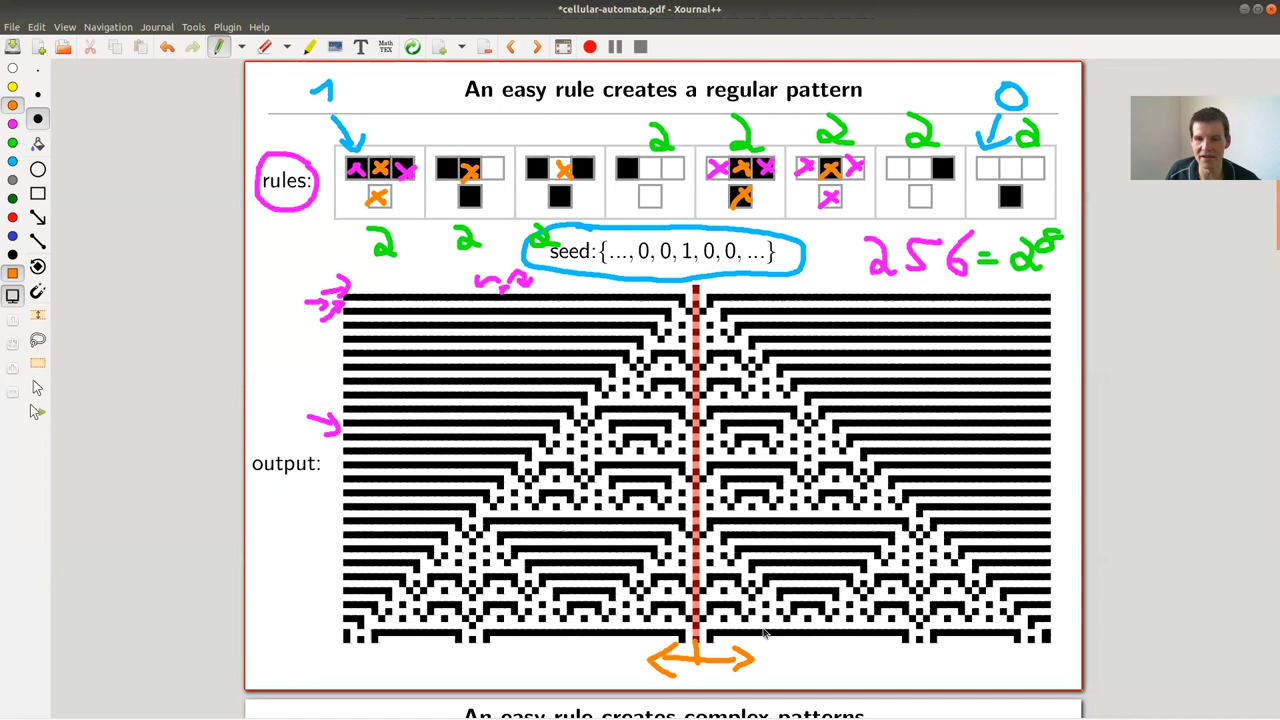 *cellular-automata.pdf - Xournal++
File Edit View Navigation Journal Tools Plugin Help
T Math TEX
An easy rule creates a regular pattern
1 0
2 2 2 2 2
rules:
2 2 2
seed:{..., 0, 0, 1, 0, 0, ...}
256=2⁸
output:
An easy rule creates complex patterns